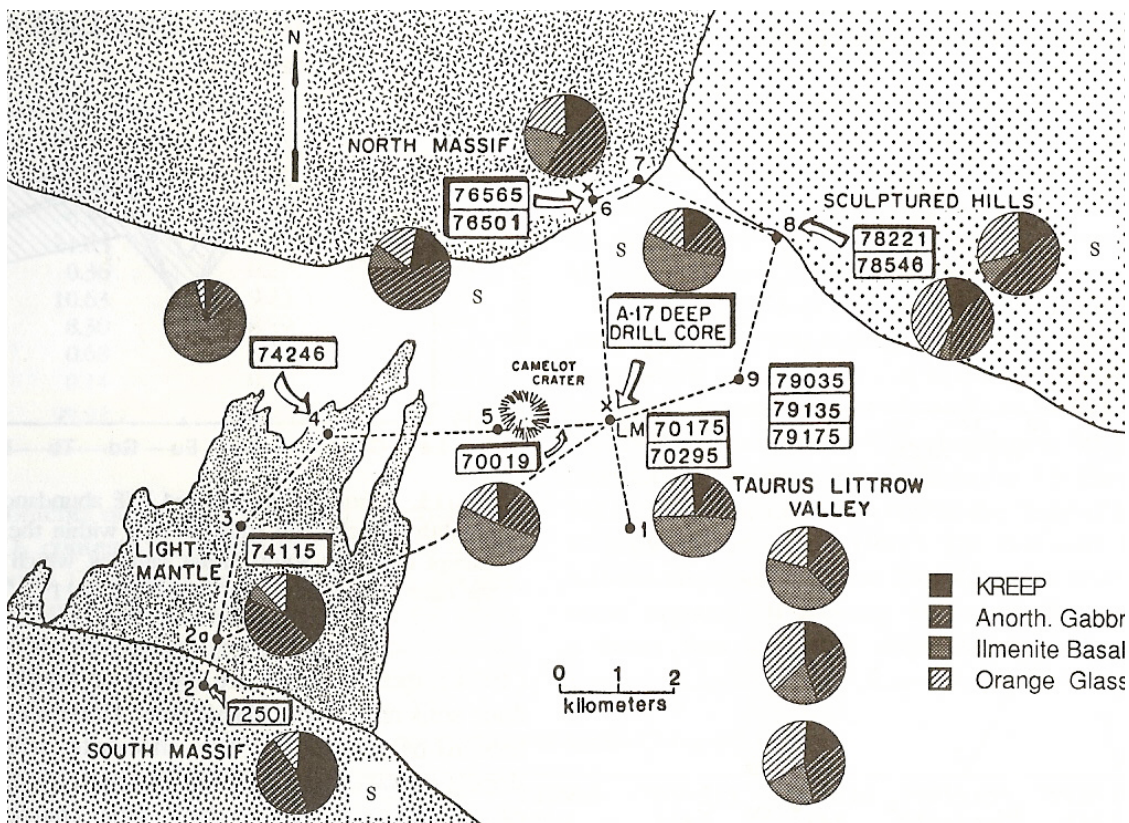 N
NORTH MASSIF
76565
76501
6
7
8
SCULPTURED HILLS
78221
78546
S
S
S
A-17 DEEP
DRILL CORE
74246
4
CAMELOT
CRATER
5
9
79035
79135
79175
LM
70175
70295
70019
TAURUS LITTROW
VALLEY
3
1
LIGHT
MANTLE
74115
2a
2
72501
SOUTH MASSIF
S
0 1 2
kilometers
KREEP
Anorth. Gabbr
Ilmenite Basal
Orange Glass